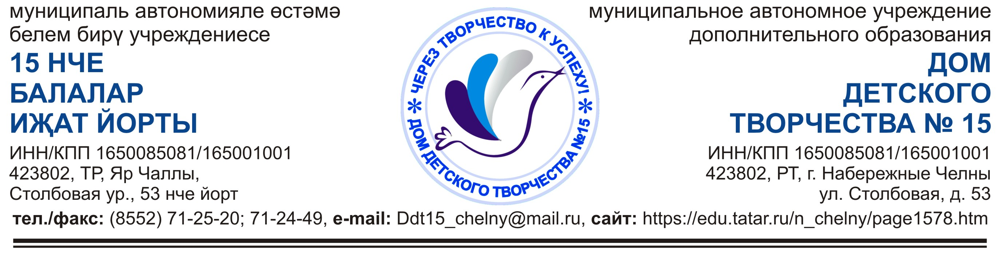 муниципаль автономияле өстәмә
белем бирү учреждениесе
15 НЧЕ
БАЛАЛАР
ИҖАТ ЙОРТЫ
ИНН/КПП 1650085081/165001001
423802, ТР, Яр Чаллы,
Столбовая ур., 53 нче йорт
ЧЕРЕЗ ТВОРЧЕСТВО К УСПЕХУ!
ДОМ ДЕТСКОГО ТВОРЧЕСТВА №15
муниципальное автономное учреждение
дополнительного образования
ДОМ
ДЕТСКОГО
ТВОРЧЕСТВА № 15
ИНН/КПП 1650085081/165001001
423802, РТ, г. Набережные Челны
ул. Столбовая, д. 53
тел./факс: (8552) 71-25-20; 71-24-49, e-mail: Ddt15_chelny@mail.ru, сайт: https://edu.tatar.ru/n_chelny/page1578.htm